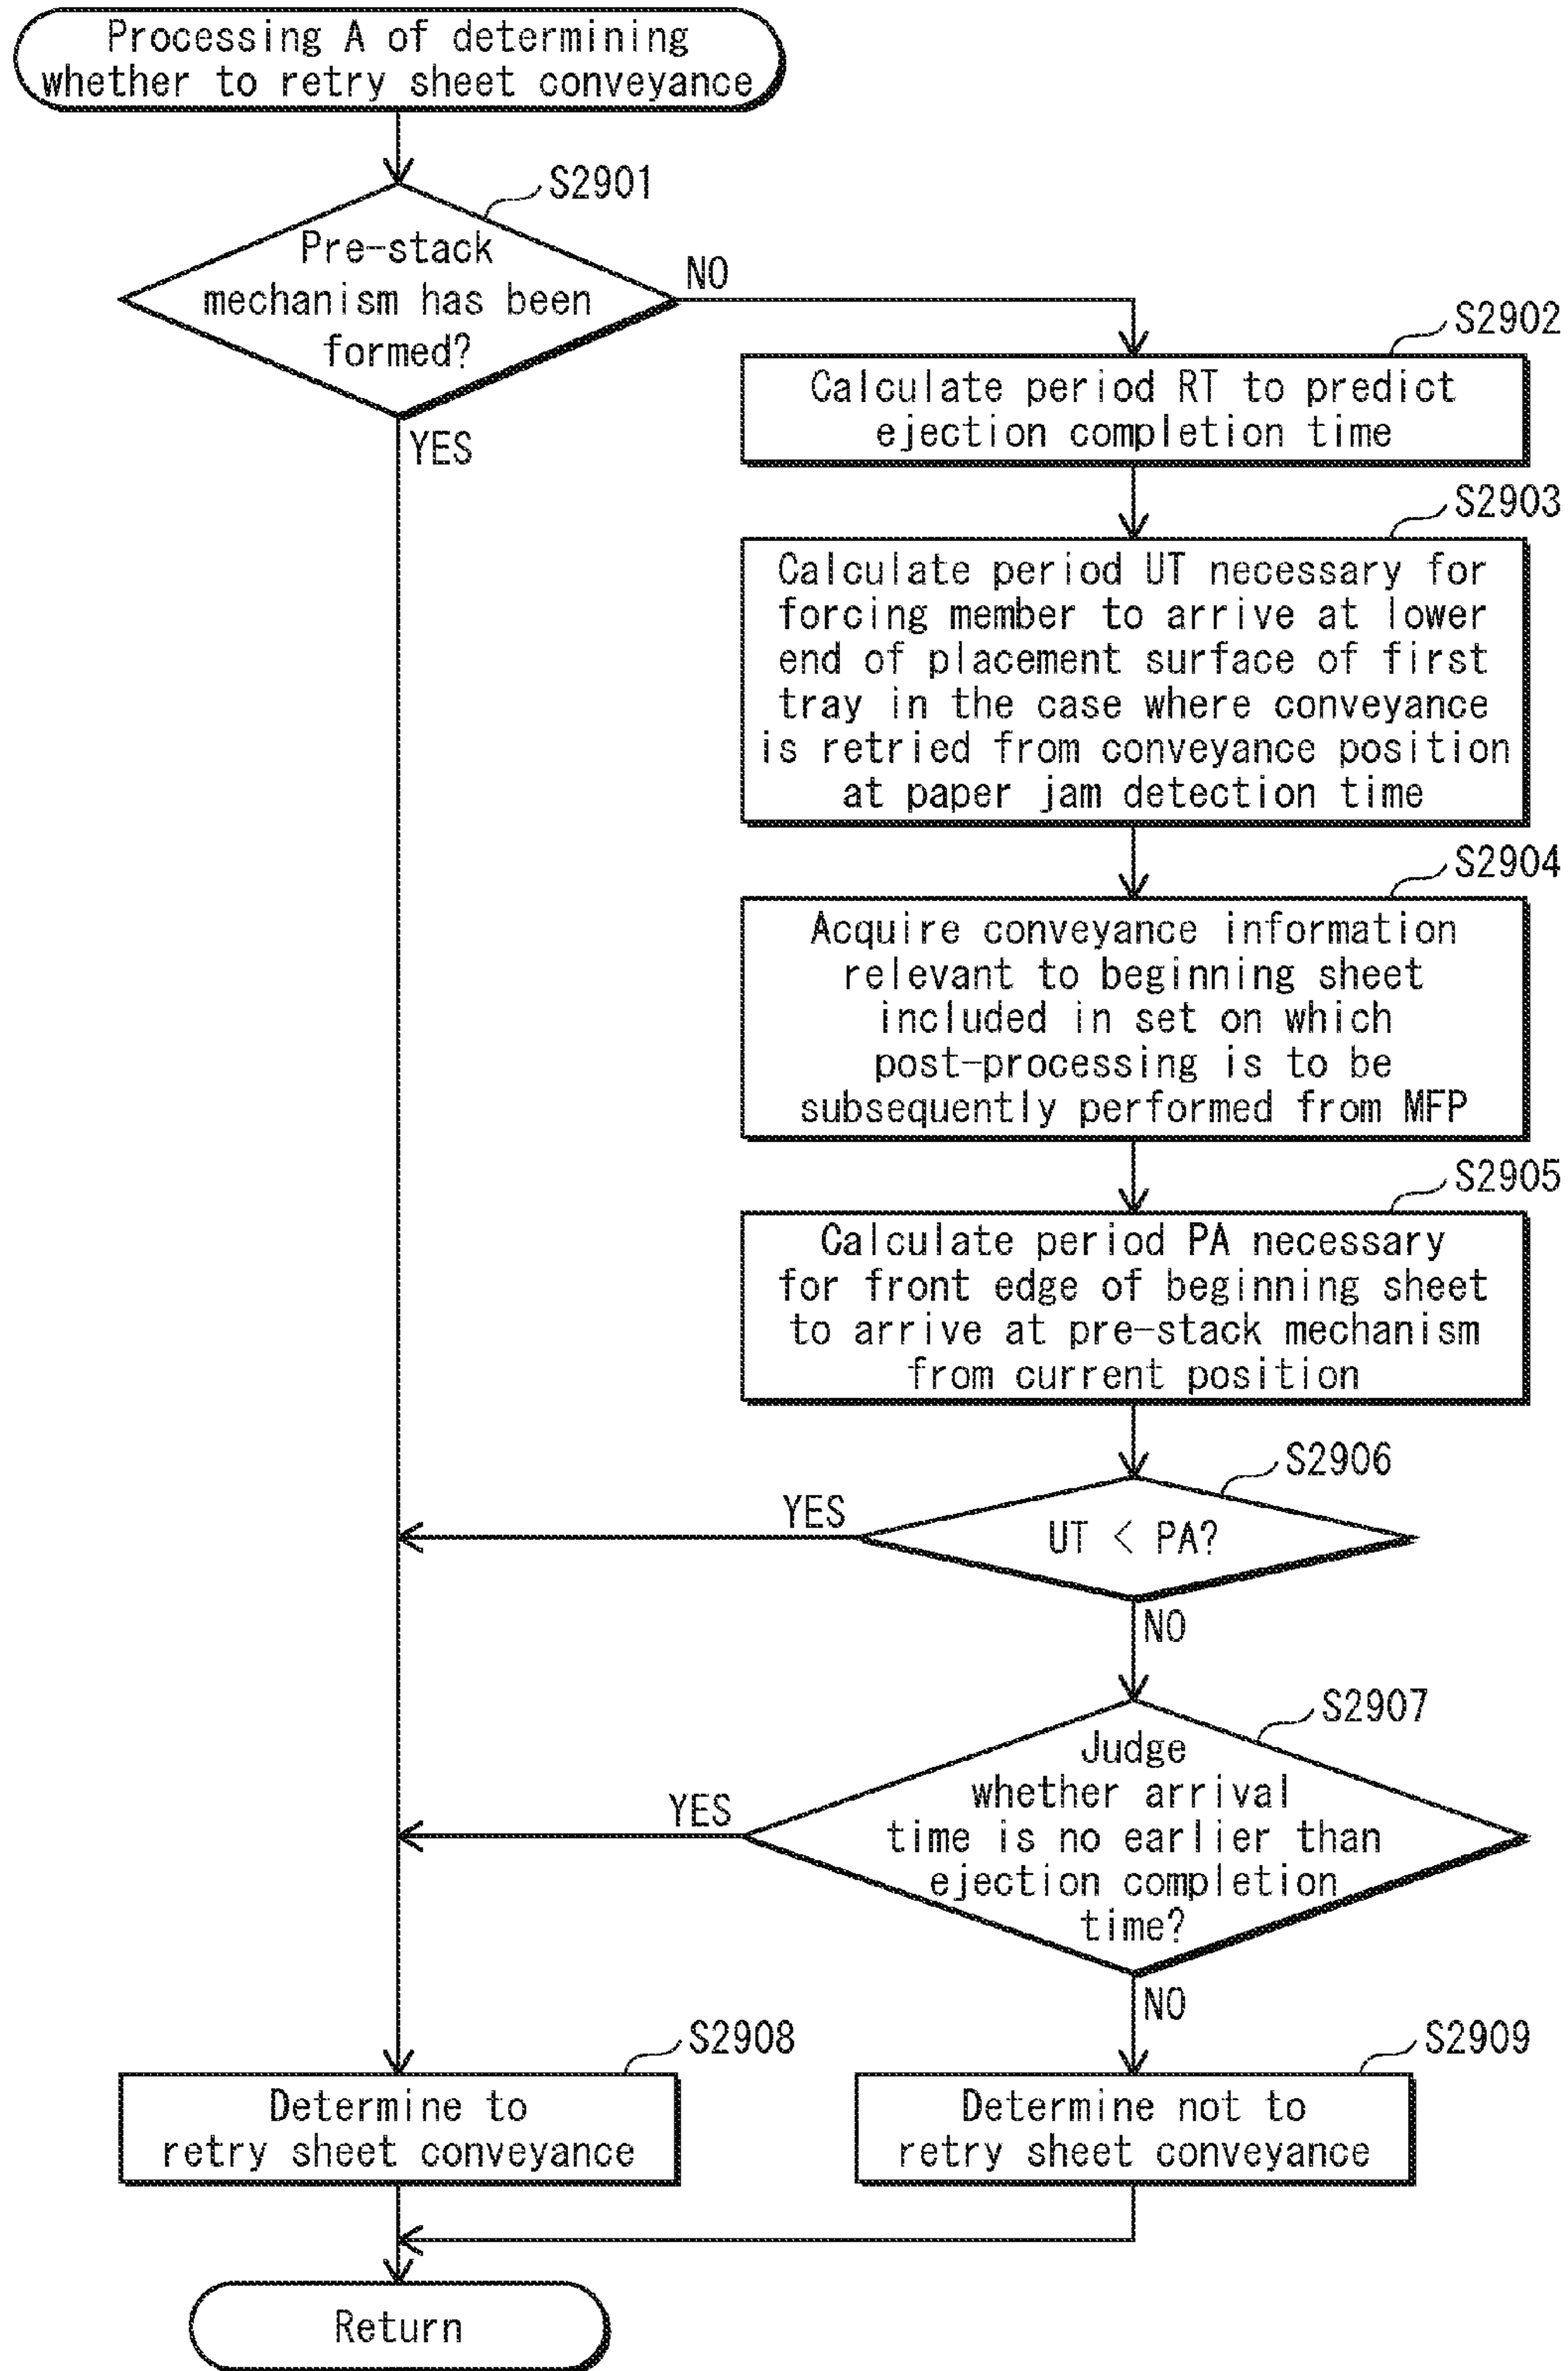 Processing A of determining
whether to retry sheet conveyance
S2901
Pre-stack
mechanism has been
formed?
NO
YES
S2902
Calculate period RT to predict
ejection completion time
S2903
Calculate period UT necessary for
forcing member to arrive at lower
end of placement surface of first
tray in the case where conveyance
is retried from conveyance position
at paper jam detection time
S2904
Acquire conveyance information
relevant to beginning sheet
included in set on which
post-processing is to be
subsequently performed from MFP
S2905
Calculate period PA necessary
for front edge of beginning sheet
to arrive at pre-stack mechanism
from current position
S2906
YES
UT < PA?
NO
S2907
Judge
whether arrival
time is no earlier than
ejection completion
time?
YES
NO
S2908
Determine to
retry sheet conveyance
S2909
Determine not to
retry sheet conveyance
Return